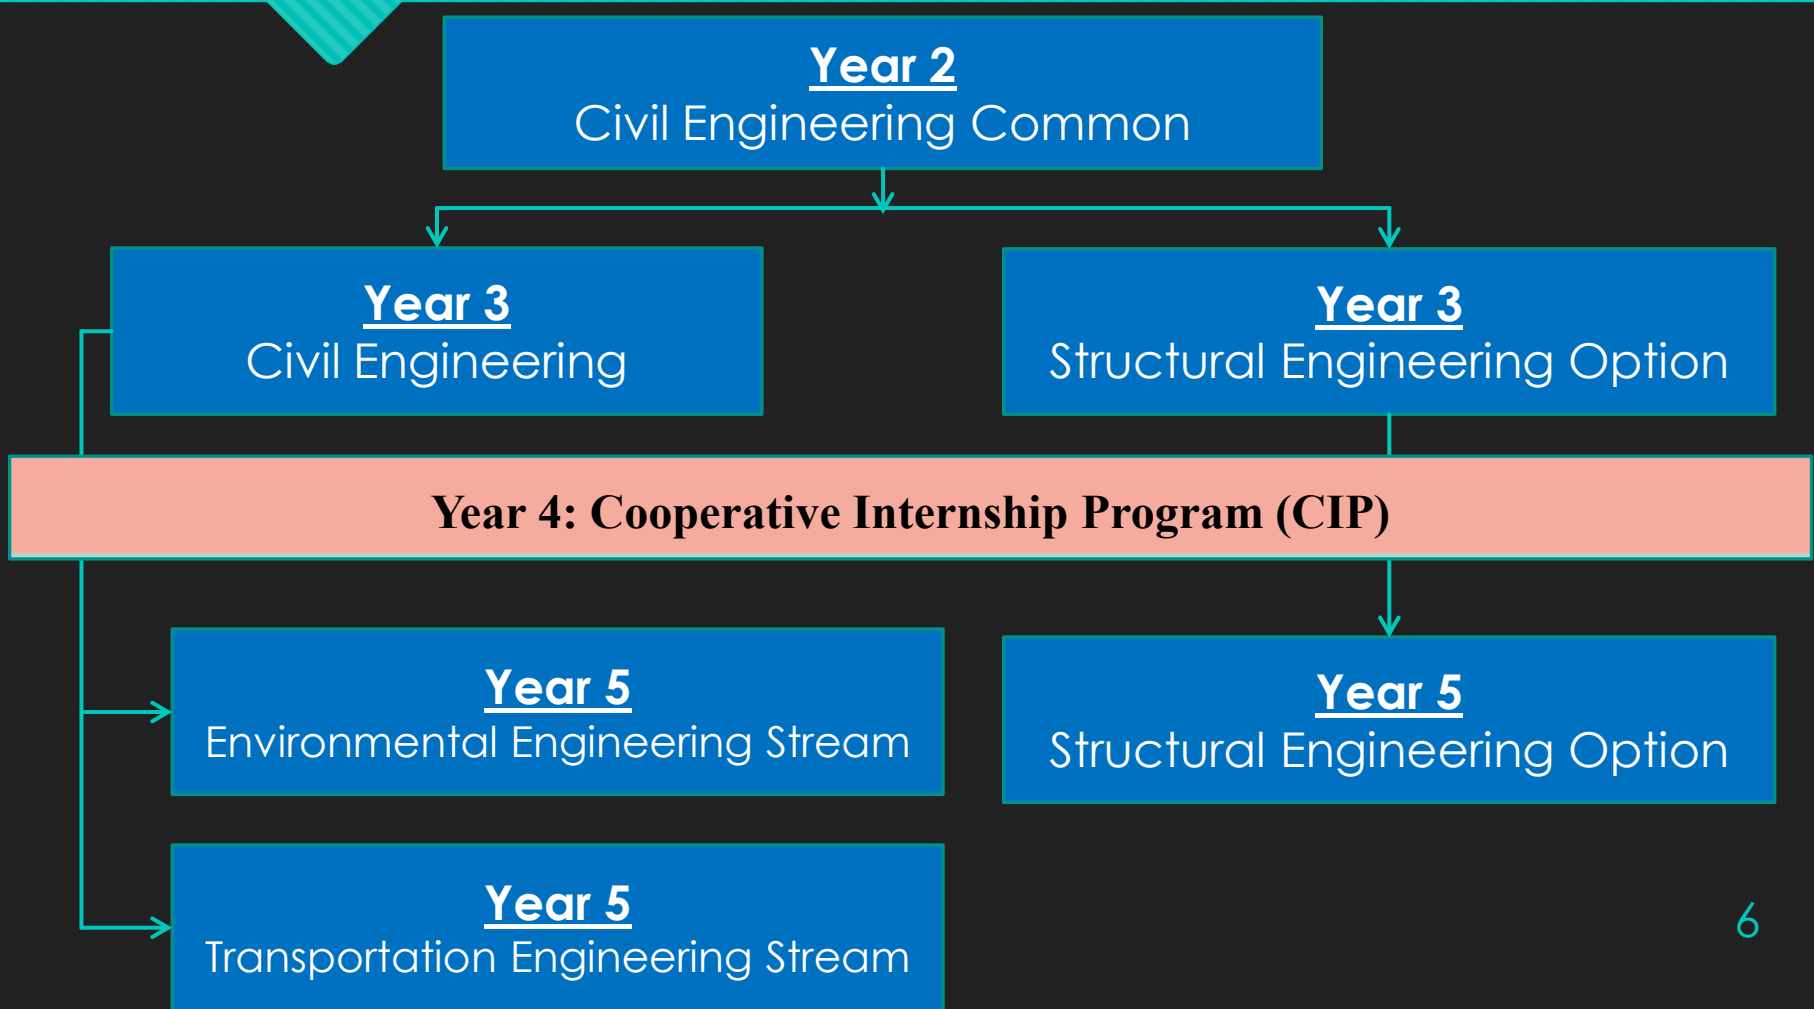 Year 2
Civil Engineering Common
Year 3
Civil Engineering
Year 3
Structural Engineering Option
Year 4: Cooperative Internship Program (CIP)
Year 5
Environmental Engineering Stream
Year 5
Structural Engineering Option
Year 5
Transportation Engineering Stream
6